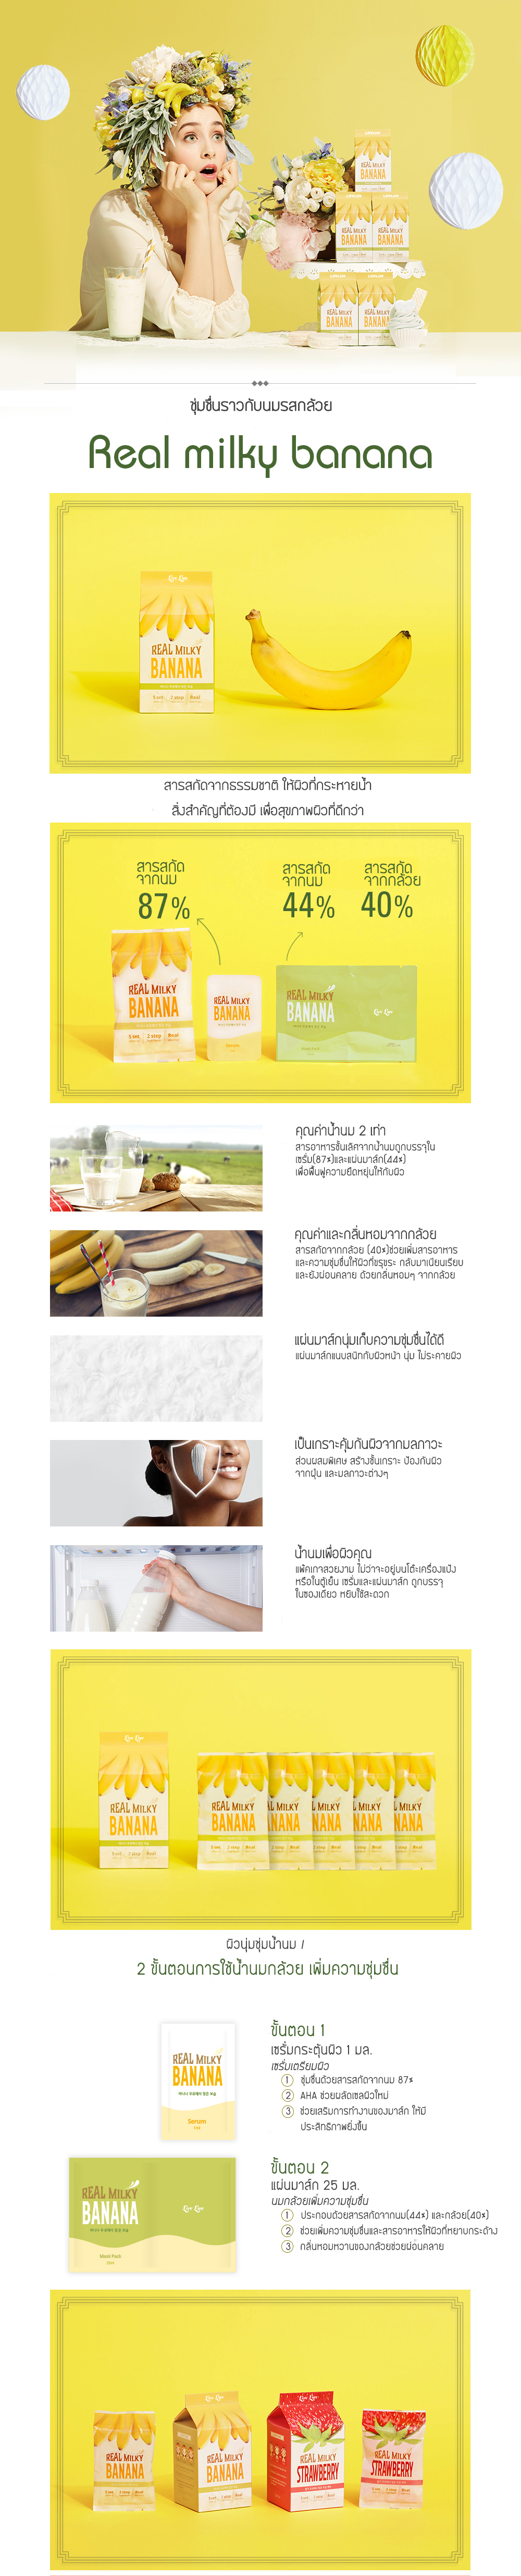 REAL MILKY
BANANA
REAL MILKY
BANANA
REAL MILKY
BANANA
REAL MILKY
BANANA
REAL MILKY
BANANA
ชุ่มชื่นราวกับนมรสกล้วย
Real milky banana
REAL MILKY
BANANA
5 set 2 step Real
สารสกัดจากธรรมชาติ ให้ผิวที่กระหายน้ำ
สิ่งสำคัญที่ต้องมี เพื่อสุขภาพผิวที่ดีกว่า
สารสกัด
จากนม
87%
สารสกัด
จากนม
44%
สารสกัด
จากกล้วย
40%
REAL MILKY
BANANA
5 set 2 step Real
REAL MILKY
BANANA
Serum
REAL MILKY
BANANA
Mask Pack
คุณค่าน้ำนม 2 เท่า
สารอาหารชั้นเลิศจากน้ำนมถูกบรรจุใน
เซรั่ม(87%)และแผ่นมาส์ก(44%)
เพื่อฟื้นฟูความยืดหยุ่นให้กับผิว
คุณค่าและกลิ่นหอมจากกล้วย
สารสกัดจากกล้วย (40%)ช่วยเพิ่มสารอาหาร
และความชุ่มชื่นให้ผิวที่ขรุขระ กลับมาเนียนเรียบ
และยังผ่อนคลาย ด้วยกลิ่นหอมๆ จากกล้วย
แผ่นมาส์กนุ่มเก็บความชุ่มชื่นได้ดี
แผ่นมาส์กแนบสนิทกับผิวหน้า นุ่ม ไม่ระคายผิว
เป็นเกราะคุ้มกันผิวจากมลภาวะ
ส่วนผสมพิเศษ สร้างชั้นเกราะ ป้องกันผิว
จากฝุ่น และมลภาวะต่างๆ
น้ำนมเพื่อผิวคุณ
แพ้คเกจสวยงาม ไม่ว่าจะอยู่บนโต๊ะเครื่องแป้ง
หรือในตู้เย็น เซรั่มและแผ่นมาส์ก ถูกบรรจุ
ในซองเดียว หยิบใช้สะดวก
REAL MILKY
BANANA
5 set 2 step Real
REAL MILKY
BANANA
5 set 2 step Real
ผิวนุ่มชุ่มน้ำนม !
2 ขั้นตอนการใช้น้ำนมกล้วย เพิ่มความชุ่มชื่น
REAL MILKY
BANANA
Serum
ขั้นตอน 1
เซรั่มกระตุ้นผิว 1 มล.
เซรั่มเตรียมผิว
1 ชุ่มชื่นด้วยสารสกัดจากนม 87%
2 AHA ช่วยผลัดเซลผิวใหม่
3 ช่วยเสริมการทำงานของมาส์ก ให้มี
ประสิทธิภาพยิ่งขึ้น
REAL MILKY
BANANA
Mask Pack
ขั้นตอน 2
แผ่นมาส์ก 25 มล.
นมกล้วยเพิ่มความชุ่มชื่น
1 ประกอบด้วยสารสกัดจากนม(44%) และกล้วย(40%)
2 ช่วยเพิ่มความชุ่มชื่นและสารอาหารให้ผิวที่หยาบกระด้าง
3 กลิ่นหอมหวานของกล้วยช่วยผ่อนคลาย
REAL MILKY
BANANA
REAL MILKY
BANANA
REAL MILKY
STRAWBERRY
REAL MILKY
STRAWBERRY